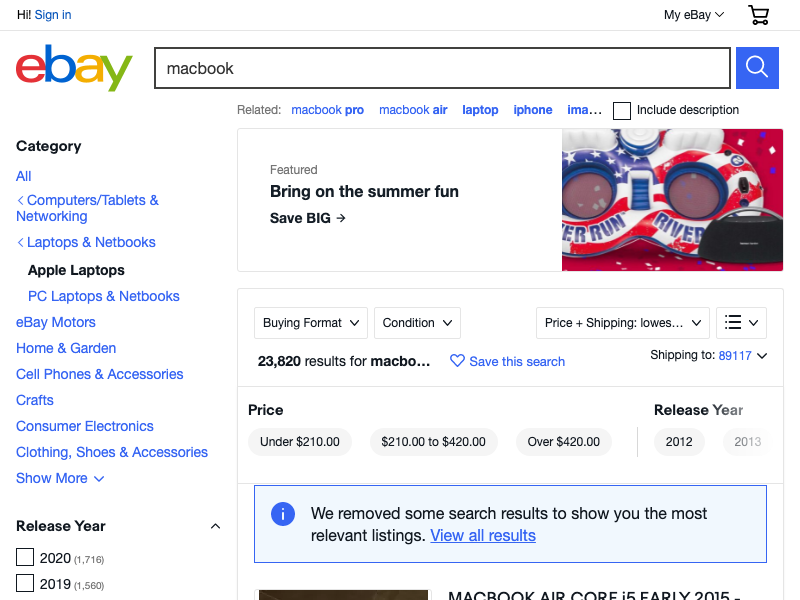 Hi! Sign in
My eBay
ebay
macbook
Related: macbook pro macbook air laptop iphone ima... Include description
Category
All
Computers/Tablets &
Networking
Laptops & Netbooks
Apple Laptops
PC Laptops & Netbooks
eBay Motors
Home & Garden
Cell Phones & Accessories
Crafts
Consumer Electronics
Clothing, Shoes & Accessories
Show More
Release Year
2020 (1,716)
2019 (1,560)
Featured
Bring on the summer fun
Save BIG →
ER RUN
RIVER
Buying Format
Condition
Price + Shipping: lowes...
23,820 results for macbo...
Save this search
Shipping to: 89117
Price
Under $210.00
$210.00 to $420.00
Over $420.00
Release Year
2012
2013
We removed some search results to show you the most
relevant listings. View all results
MACBOOK AIR CORE i5 EARLY 2015 -